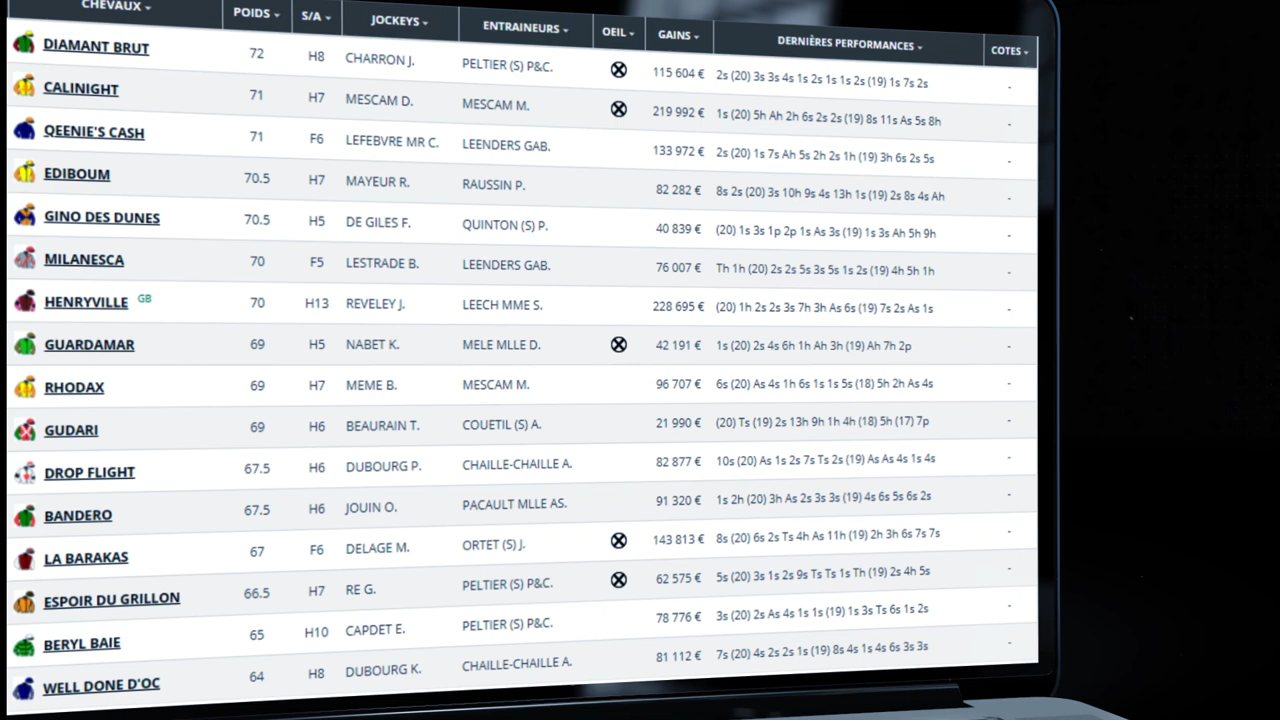 CHEVAUX POIDS S/A JOCKEYS ENTRAINEURS OEIL GAINS DERNIÈRES PERFORMANCES COTES
DIAMANT BRUT 72 H8 CHARRON J. PELTIER (S) P&C. 115 604 € 2s (20) 3s 3s 4s 1s 2s 1s 1s 2s (19) 1s 7s 2s -
CALINIGHT 71 H7 MESCAM D. MESCAM M. 219 992 € 1s (20) 5h Ah 2h 6s 2s 2s (19) 8s 11s As 5s 8h -
QEENIE'S CASH 71 F6 LEFEBVRE MR C. LEENDERS GAB. 133 972 € 2s (20) 1s 7s Ah 5s 2h 2s 1h (19) 3h 6s 2s 5s -
EDIBOUM 70.5 H7 MAYEUR R. RAUSSIN P. 82 282 € 8s 2s (20) 3s 10h 9s 4s 13h 1s (19) 2s 8s 4s Ah -
GINO DES DUNES 70.5 H5 DE GILES F. QUINTON (S) P. 40 839 € (20) 1s 3s 1p 2p 1s As 3s (19) 1s 3s Ah 5h 9h -
MILANESCA 70 F5 LESTRADE B. LEENDERS GAB. 76 007 € Th 1h (20) 2s 2s 5s 3s 5s 1s 2s (19) 4h 5h 1h -
HENRYVILLE GB 70 H13 REVELEY J. LEECH MME S. 228 695 € (20) 1h 2s 2s 3s 7h 3h As 6s (19) 7s 2s As 1s -
GUARDAMAR 69 H5 NABET K. MELE MLLE D. 42 191 € 1s (20) 2s 4s 6h 1h Ah 3h (19) Ah 7h 2p -
RHODAX 69 H7 MEME B. MESCAM M. 96 707 € 6s (20) As 4s 1h 6s 1s 1s 5s (18) 5h 2h As 4s -
GUDARI 69 H6 BEAURAIN T. COUETIL (S) A. 21 990 € (20) Ts (19) 2s 13h 9h 1h 4h (18) 5h (17) 7p -
DROP FLIGHT 67.5 H6 DUBOURG P. CHAILLE-CHAILLE A. 82 877 € 10s (20) As 1s 2s 7s Ts 2s (19) As As 4s 1s 4s -
BANDERO 67.5 H6 JOUIN O. PACAULT MLLE AS. 91 320 € 1s 2h (20) 3h As 2s 3s 3s (19) 4s 6s 5s 6s 2s -
LA BARAKAS 67 F6 DELAGE M. ORTET (S) J. 143 813 € 8s (20) 6s 2s Ts 4h As 11h (19) 2h 3h 6s 7s 7s -
ESPOIR DU GRILLON 66.5 H7 RE G. PELTIER (S) P&C. 62 575 € 5s (20) 3s 1s 2s 9s Ts Ts 1s Th (19) 2s 4h 5s -
BERYL BAIE 65 H10 CAPDET E. PELTIER (S) P&C. 78 776 € 3s (20) 2s As 4s 1s 1s (19) 1s 3s Ts 6s 1s 2s -
WELL DONE D'OC 64 H8 DUBOURG K. CHAILLE-CHAILLE A. 81 112 € 7s (20) 4s 2s 2s 1s (19) 8s 4s 1s 4s 6s 3s 3s -